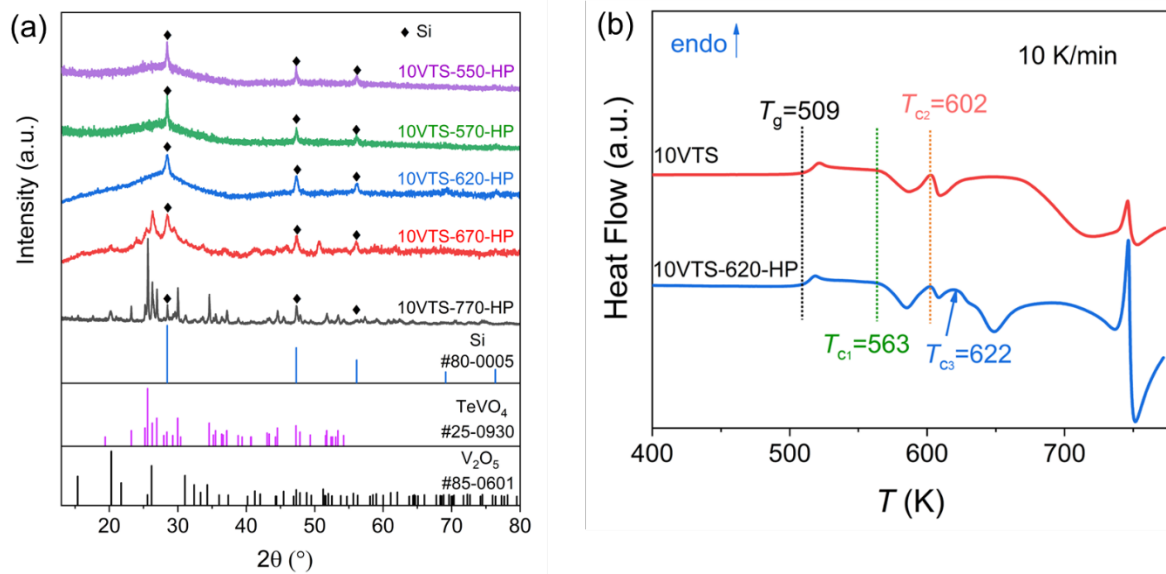 (a)
♦ Si
10VTS-550-HP
10VTS-570-HP
10VTS-620-HP
10VTS-670-HP
10VTS-770-HP
Si
#80-0005
TeVO₄
#25-0930
V₂O₅
#85-0601
Intensity (a.u.)
20 30 40 50 60 70 80
2θ (°)
(b)
endo
10 K/min
Tg=509
Tc2=602
10VTS
10VTS-620-HP
Tc1=563
Tc3=622
Heat Flow (a.u.)
400 500 600 700
T (K)